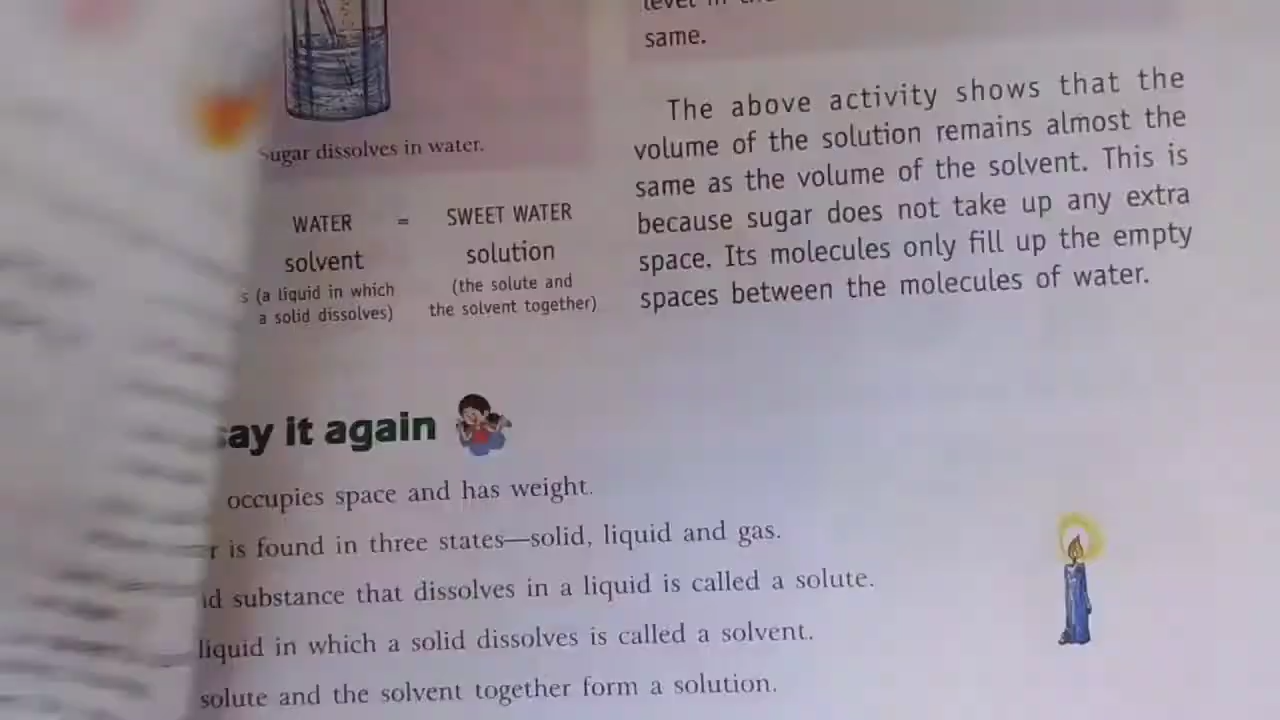 Sugar dissolves in water.
WATER = SWEET WATER
solvent solution
(a liquid in which (the solute and
a solid dissolves) the solvent together)
same.
The above activity shows that the
volume of the solution remains almost the
same as the volume of the solvent. This is
because sugar does not take up any extra
space. Its molecules only fill up the empty
spaces between the molecules of water.
say it again
occupies space and has weight.
is found in three states—solid, liquid and gas.
substance that dissolves in a liquid is called a solute.
liquid in which a solid dissolves is called a solvent.
solute and the solvent together form a solution.